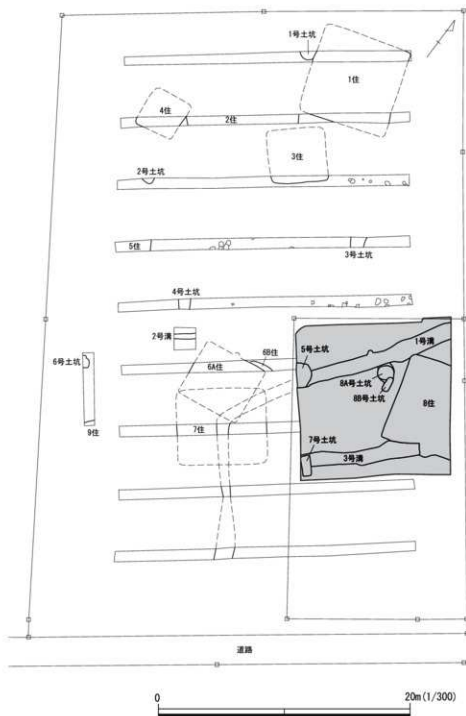 1号土坑
1住
4住
2住
3住
2号土坑
5住
3号土坑
4号土坑
2号溝
1号溝
6号土坑
6B住
5号土坑
6A住
8A号土坑
8B号土坑
8住
7住
9住
7号土坑
3号溝
道路
0
20m(1/300)